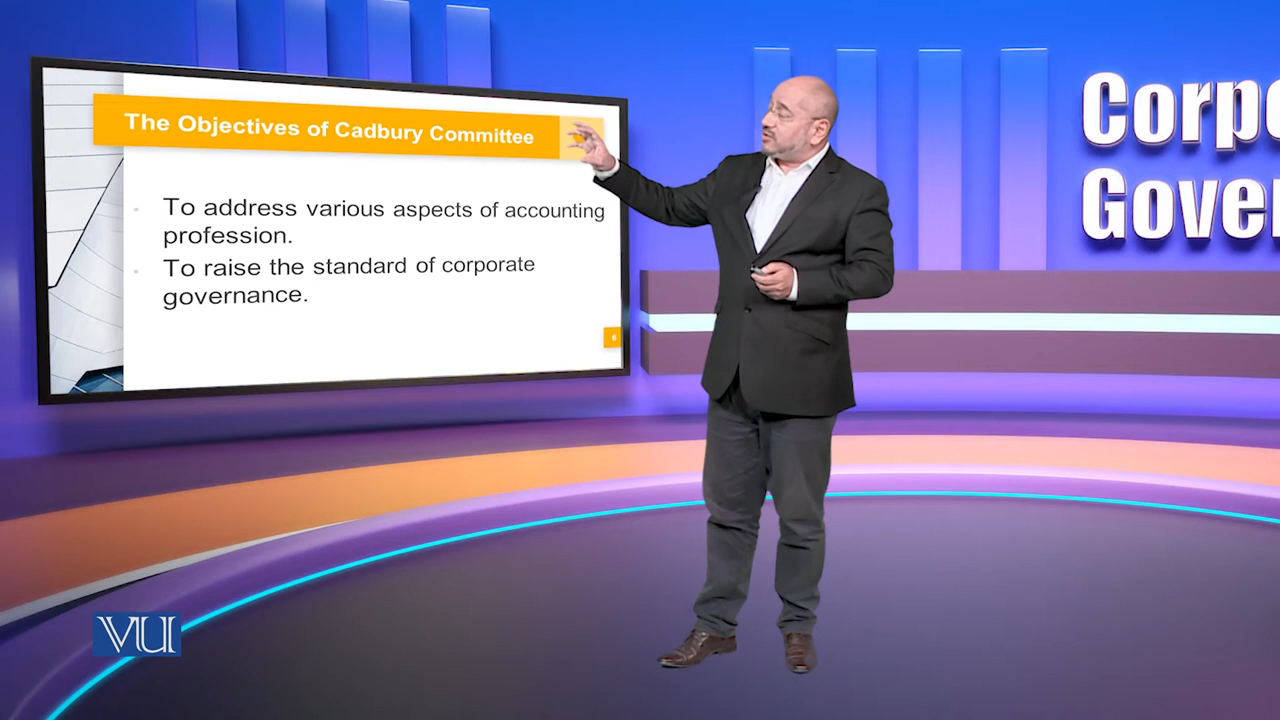 The Objectives of Cadbury Committee
- To address various aspects of accounting
profession.
- To raise the standard of corporate
governance.
6
Corpo
Gover
VU